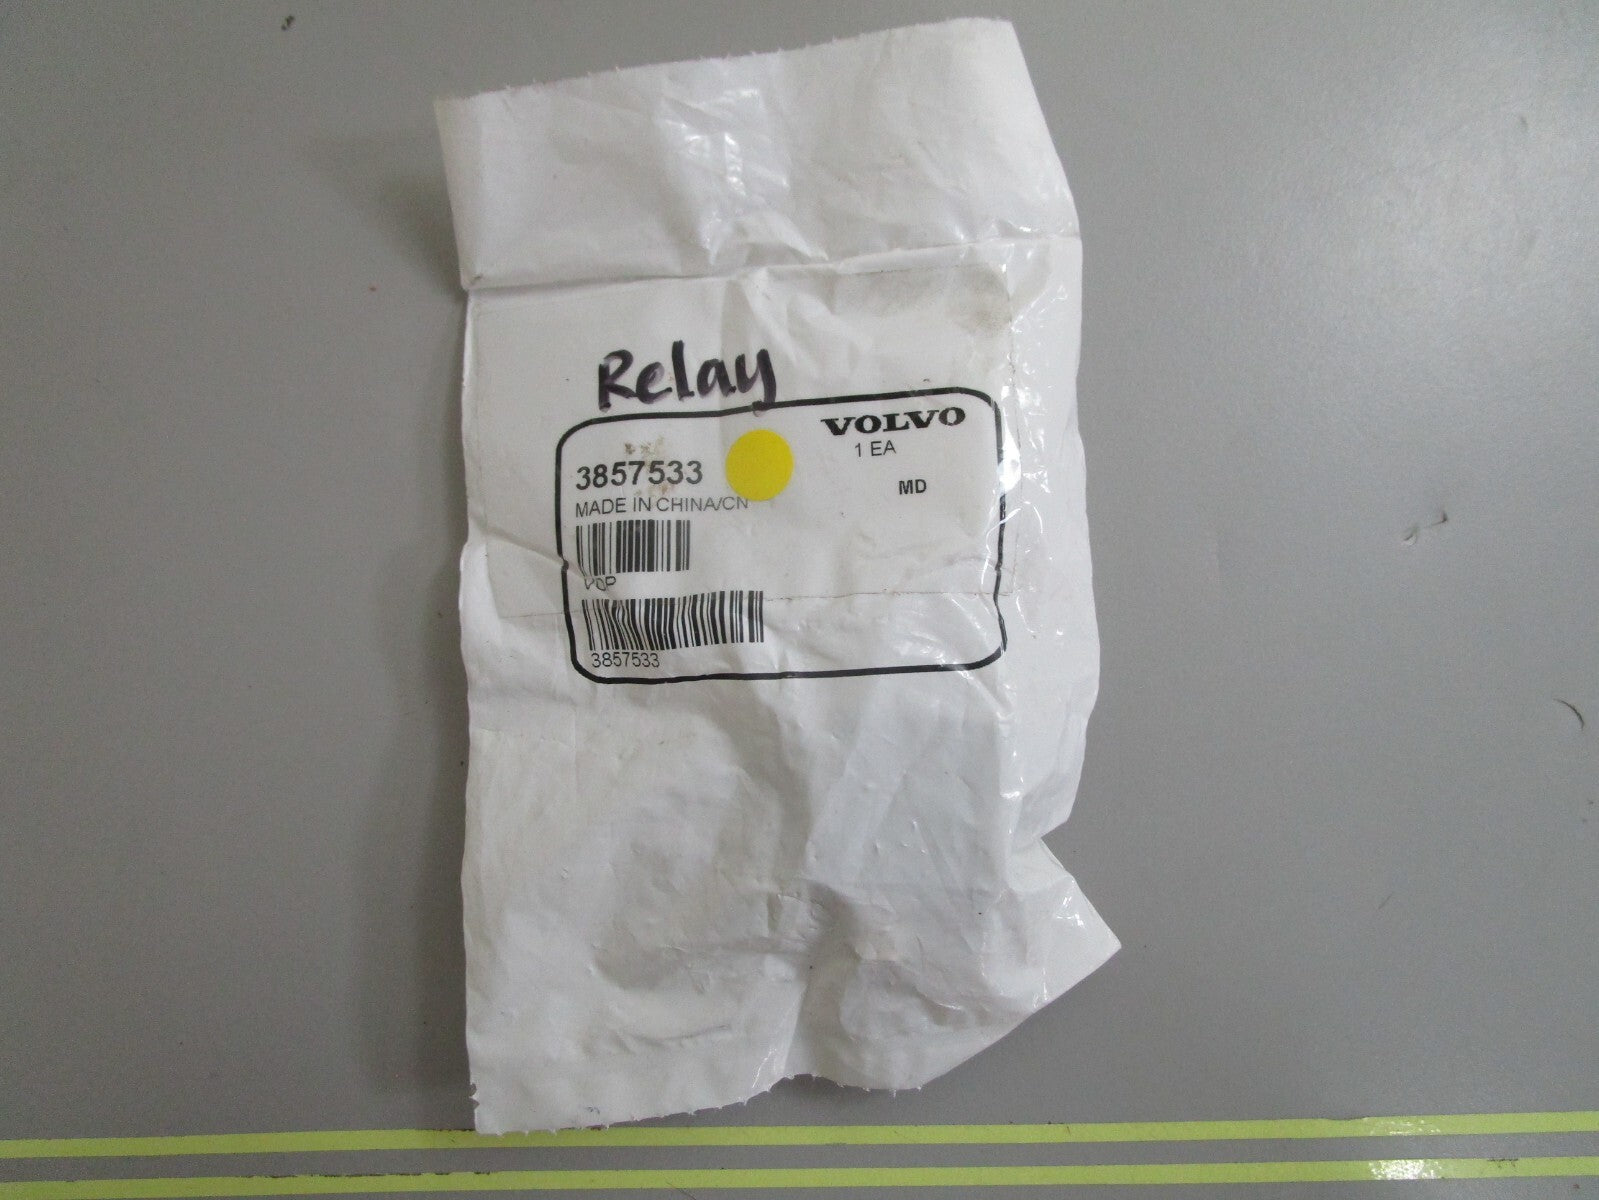 Relay
VOLVO
3857533
1 EA
MADE IN CHINA/CN
MD
3857533